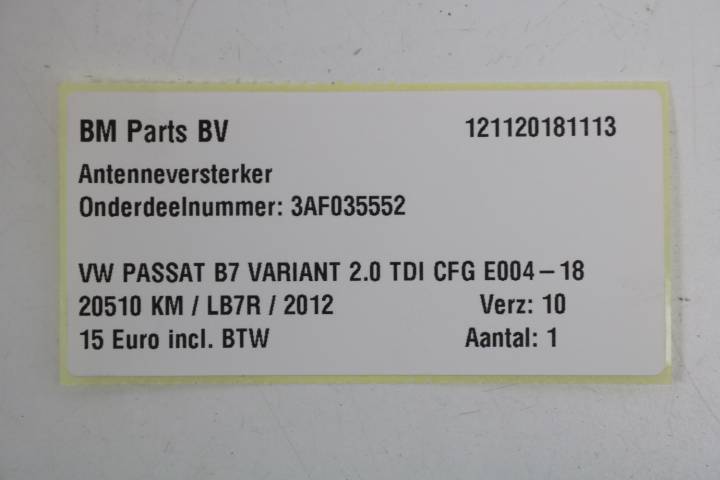 BM Parts BV 121120181113
Antenneversterker
Onderdeelnummer: 3AF035552
VW PASSAT B7 VARIANT 2.0 TDI CFG E004-18
20510 KM / LB7R / 2012 Verz: 10
15 Euro incl. BTW Aantal: 1